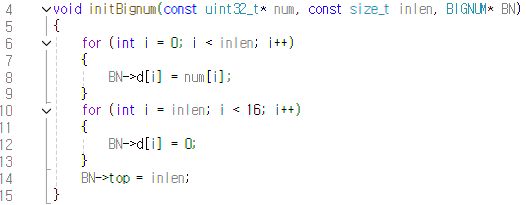 4 void initBignum(const uint32_t* num, const size_t inlen, BIGNUM* BN)
5 {
6 for (int i = 0; i < inlen; i++)
7 {
8 BN->d[i] = num[i];
9 }
10 for (int i = inlen; i < 16; i++)
11 {
12 BN->d[i] = 0;
13 }
14 BN->top = inlen;
15 }